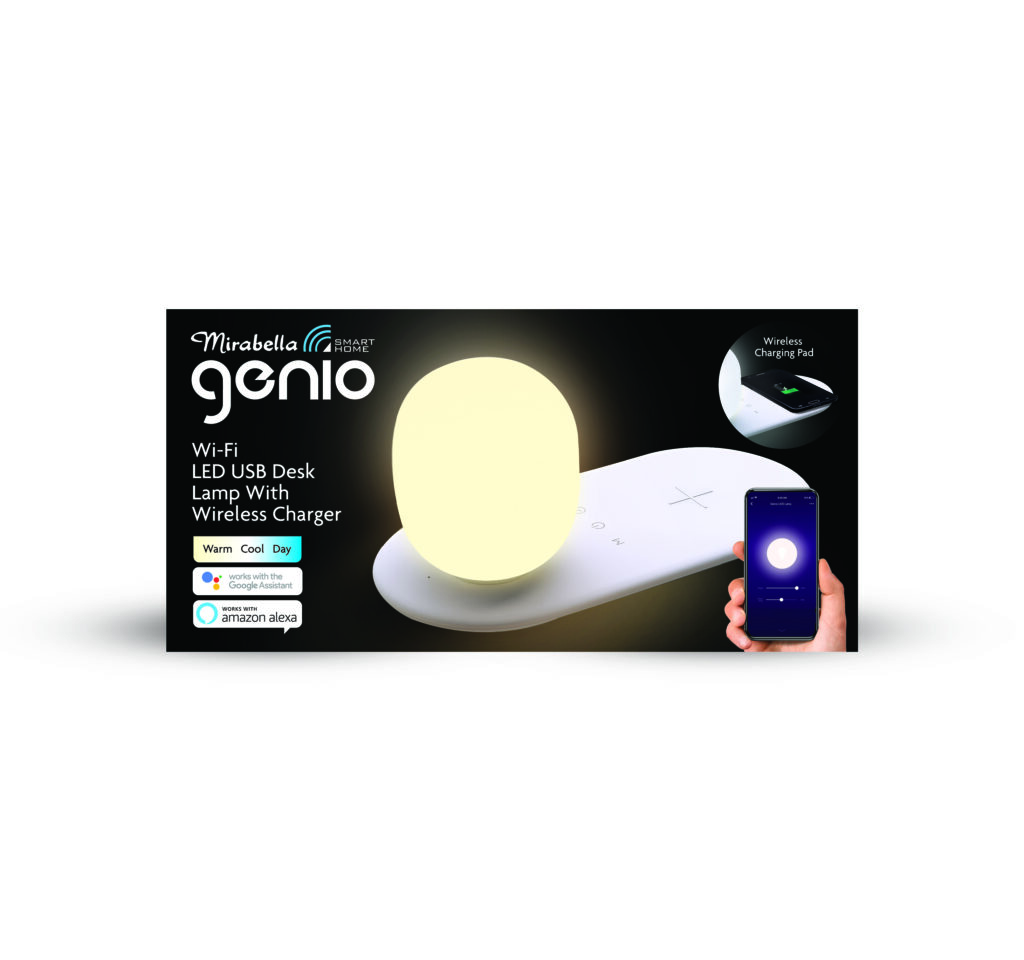 Mirabella
SMART
HOME
genio
Wi-Fi
LED USB Desk
Lamp With
Wireless Charger
Warm Cool Day
works with the
Google Assistant
WORKS WITH
amazon alexa
Wireless
Charging Pad
M